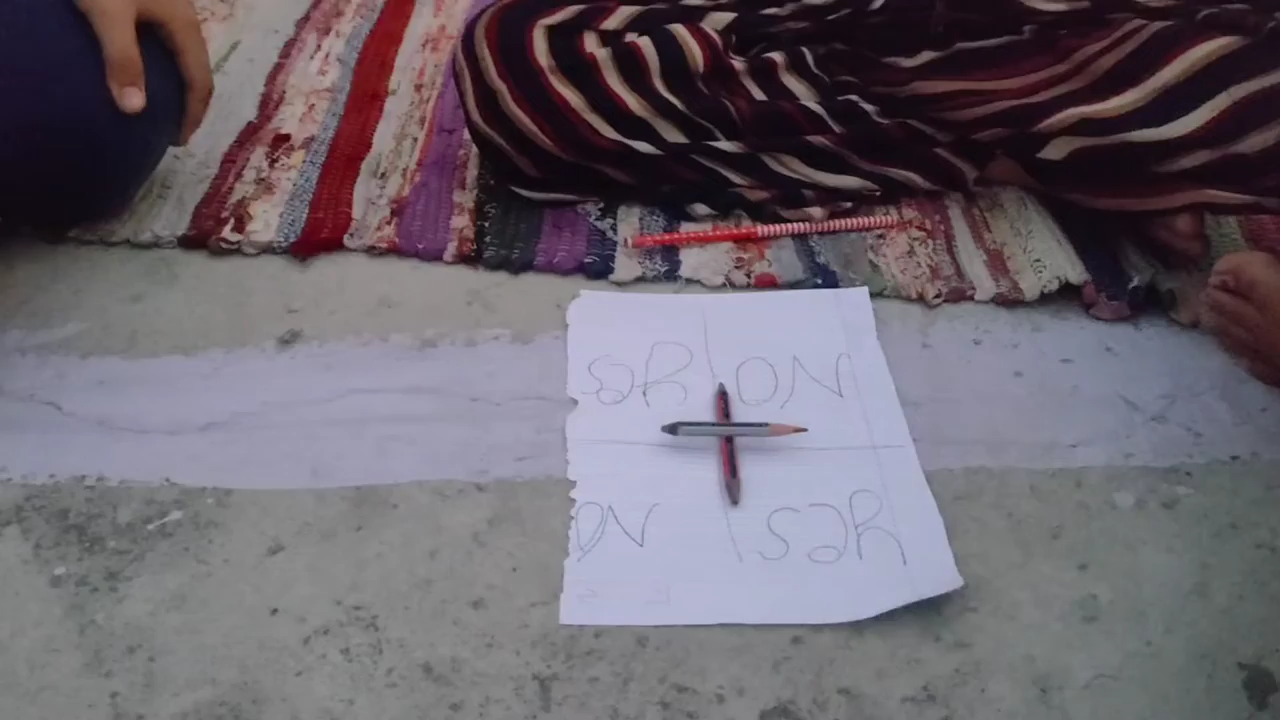 yes NO
NO yes